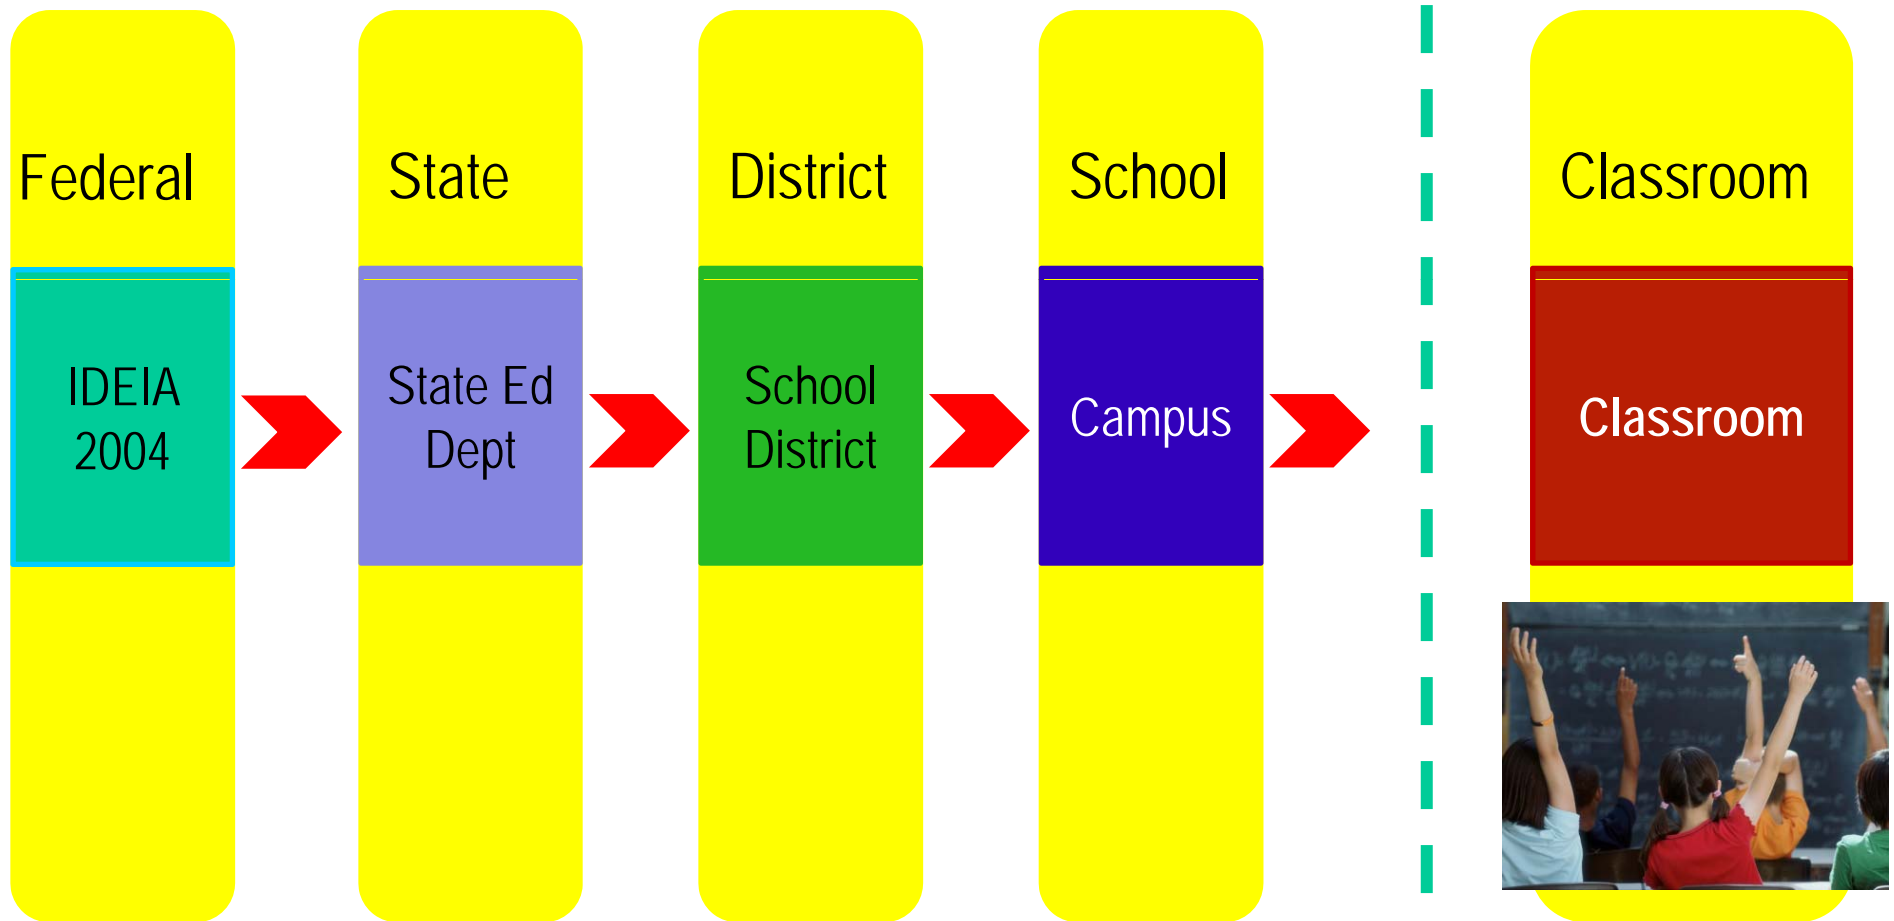 Federal
State
District
School
Classroom
IDEIA
2004
State Ed
Dept
School
District
Campus
Classroom